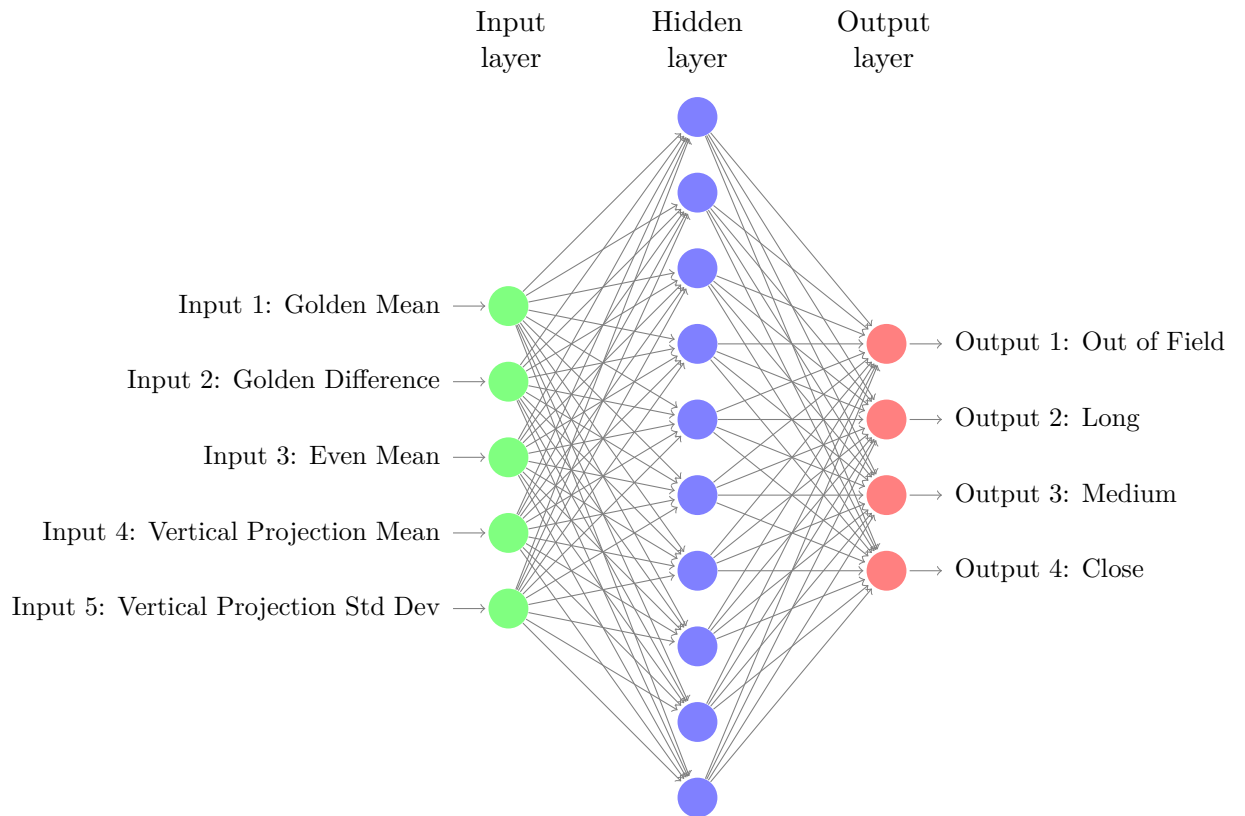 Input
layer
Hidden
layer
Output
layer
Input 1: Golden Mean
Input 2: Golden Difference
Input 3: Even Mean
Input 4: Vertical Projection Mean
Input 5: Vertical Projection Std Dev
Output 1: Out of Field
Output 2: Long
Output 3: Medium
Output 4: Close